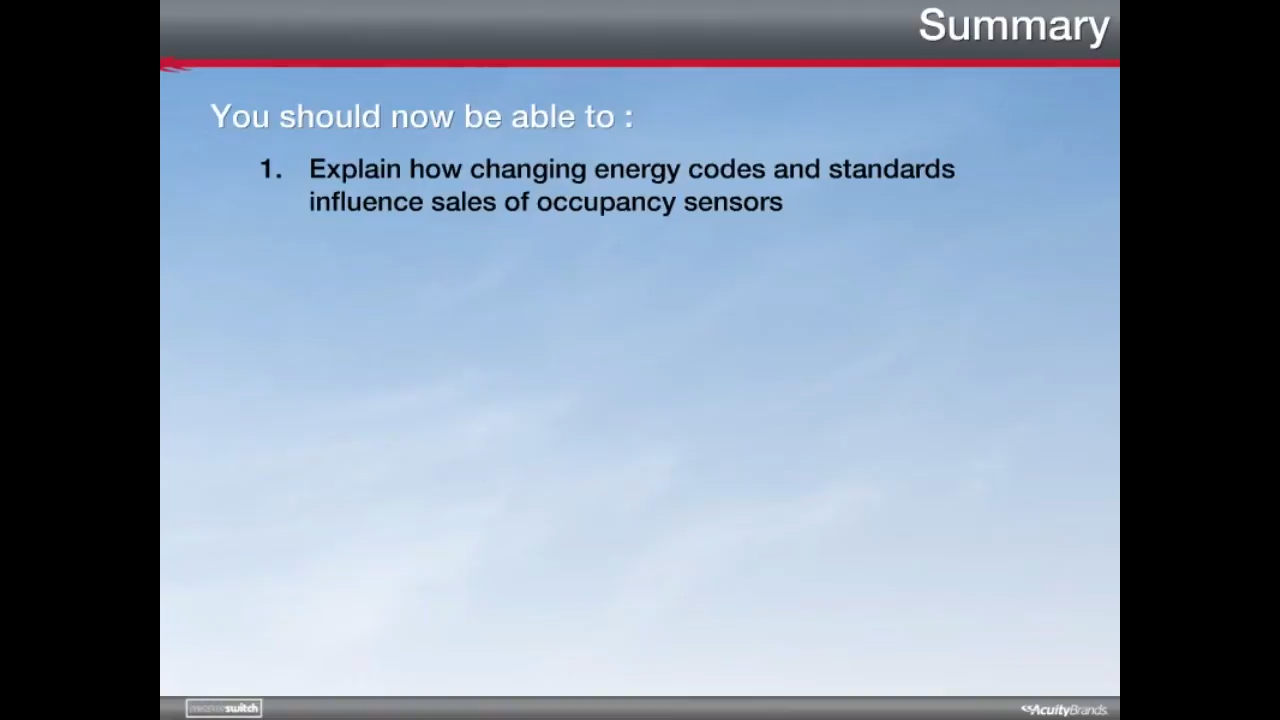 Summary
You should now be able to :
1. Explain how changing energy codes and standards
influence sales of occupancy sensors
switch
AcuityBrands.